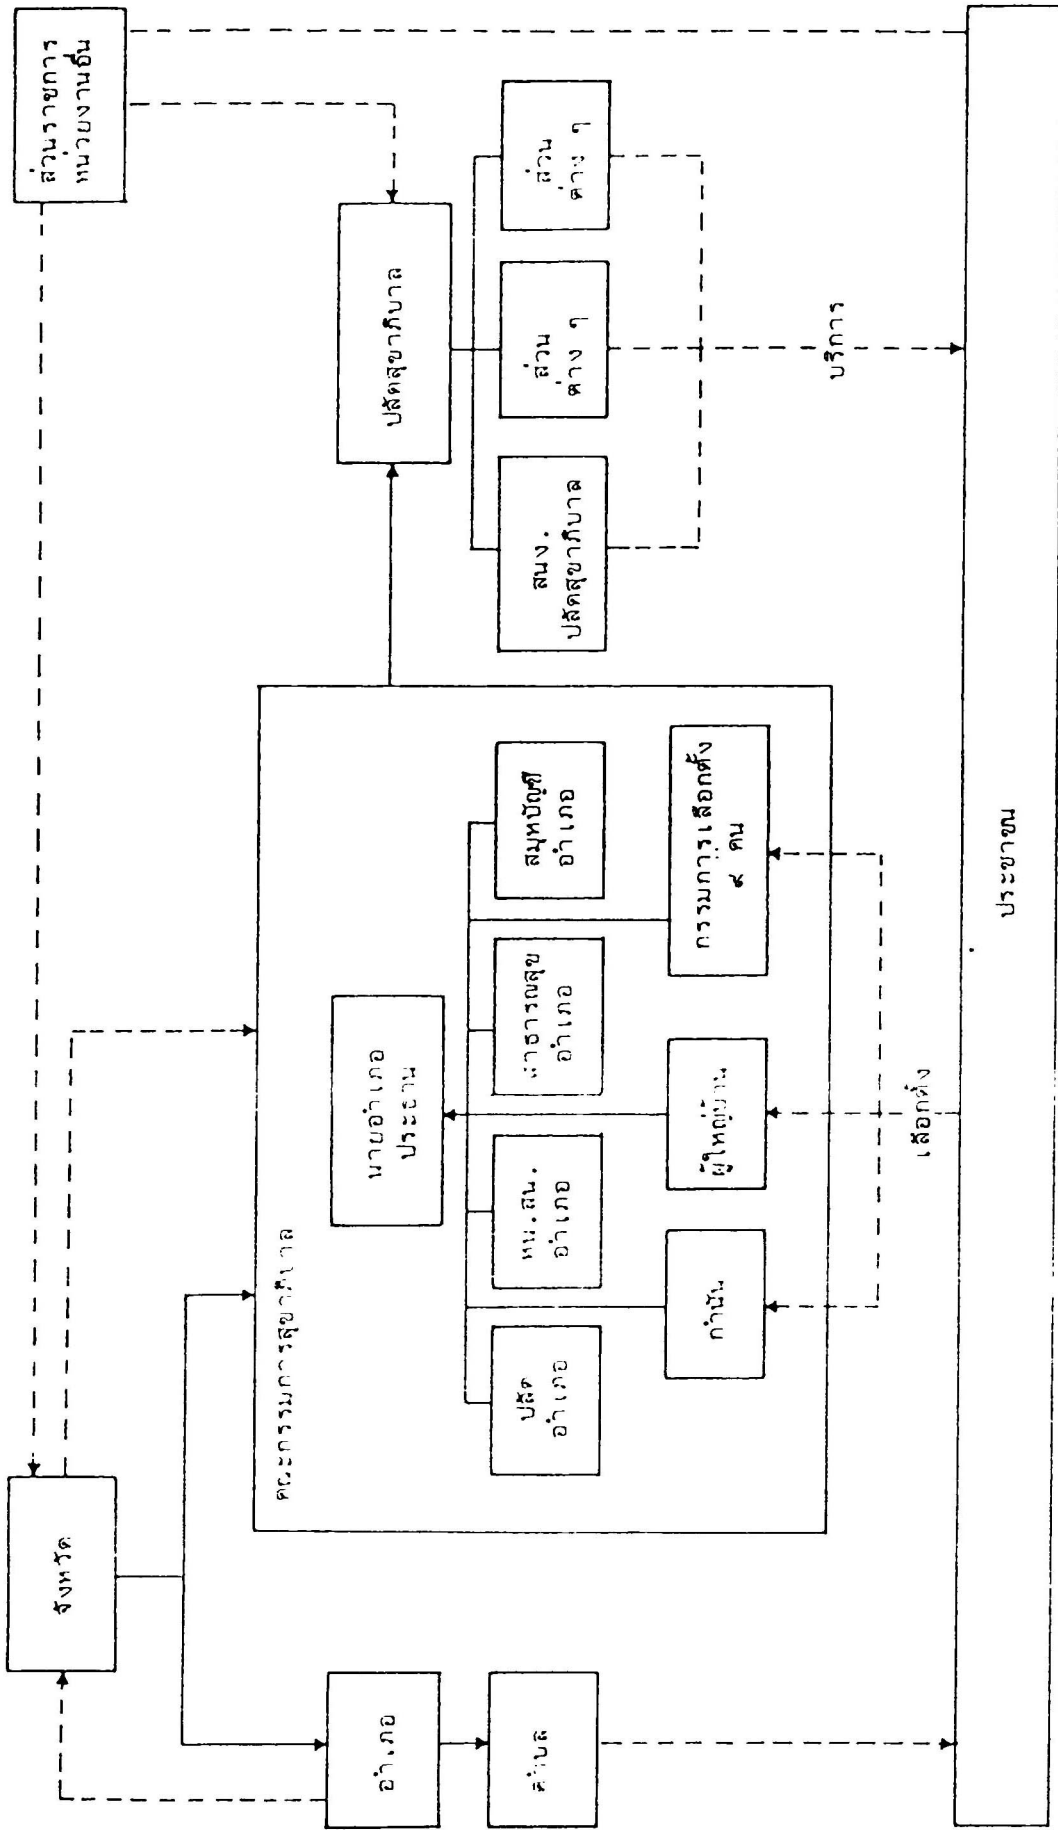 จังหวัด
ส่วนราชการ
หน่วยงานอื่น
คณะกรรมการสุขาภิบาล
อำเภอ
นายอำเภอ
ประธาน
ปลัดสุขาภิบาล
ตำบล
ปลัด
อำเภอ
หน.สน.
อำเภอ
สาธารณสุข
อำเภอ
สมุหบัญชี
อำเภอ
สนง.
ปลัดสุขาภิบาล
ส่วน
ต่าง ๆ
ส่วน
ต่าง ๆ
กำนัน
ผู้ใหญ่บ้าน
กรรมการเลือกตั้ง
๙ คน
เลือกตั้ง
บริการ
ประชาชน